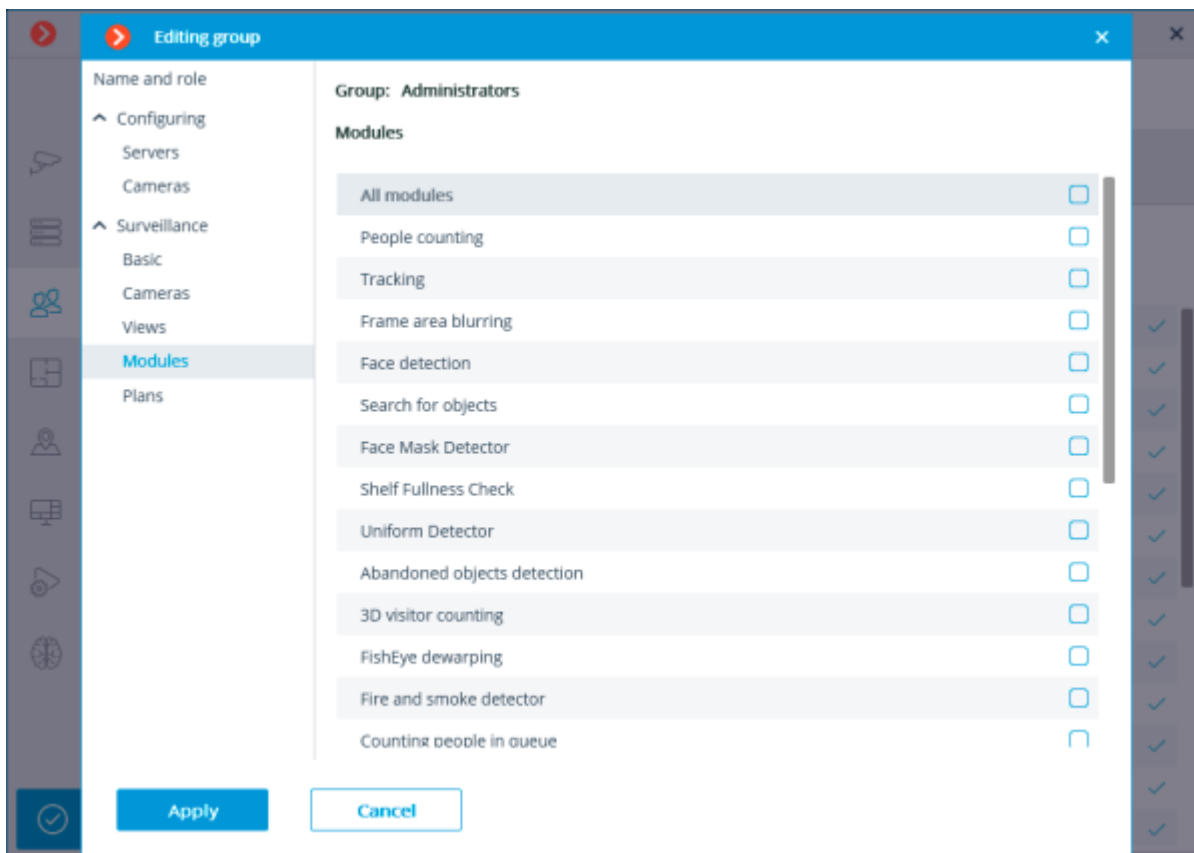 Editing group
Name and role
Configuring
Servers
Cameras
Surveillance
Basic
Cameras
Views
Modules
Plans
Group: Administrators
Modules
All modules
People counting
Tracking
Frame area blurring
Face detection
Search for objects
Face Mask Detector
Shelf Fullness Check
Uniform Detector
Abandoned objects detection
3D visitor counting
FishEye dewarping
Fire and smoke detector
Counting people in queue
Apply
Cancel